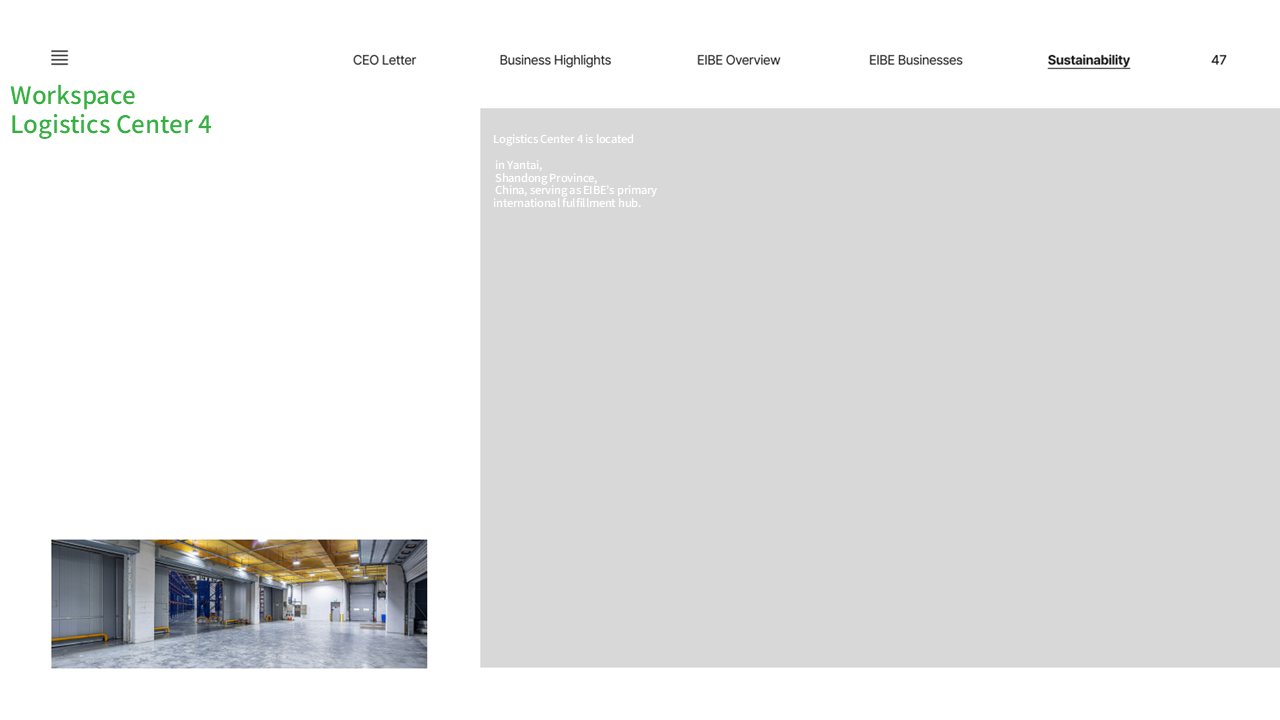 CEO Letter
Business Highlights
EIBE Overview
EIBE Businesses
Sustainability
47
Workspace
Logistics Center 4
Logistics Center 4 is located
in Yantai,
Shandong Province,
China, serving as EIBE's primary
international fulfillment hub.